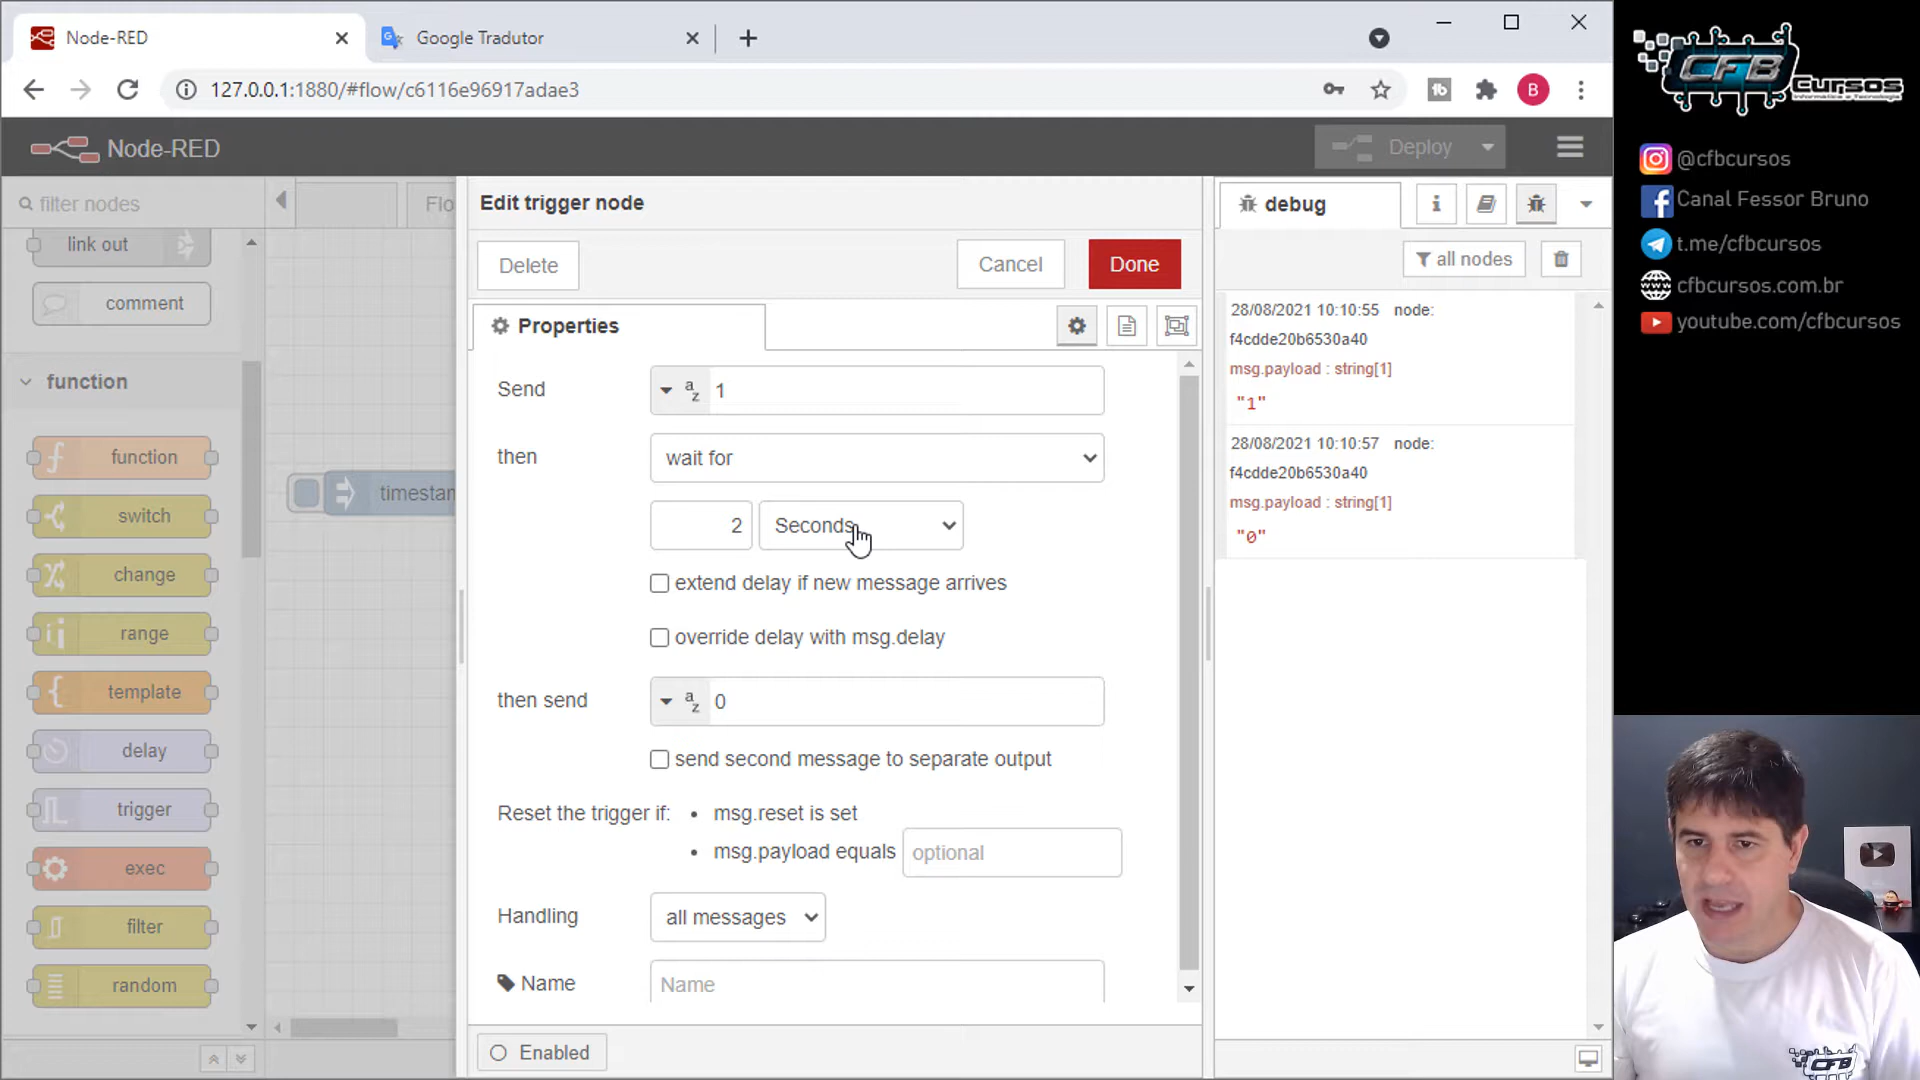 Node-RED
Google Tradutor
127.0.0.1:1880/#flow/c6116e96917adae3
B
Node-RED
Deploy
filter nodes
Flo
link out
comment
function
function
switch
change
range
template
delay
trigger
exec
filter
random
timestan
Edit trigger node
Delete
Cancel
Done
Properties
Send
1
then
wait for
2
Seconds
extend delay if new message arrives
override delay with msg.delay
then send
0
send second message to separate output
Reset the trigger if:
• msg.reset is set
• msg.payload equals
optional
Handling
all messages
Name
Name
Enabled
debug
all nodes
28/08/2021 10:10:55 node:
f4cdde20b6530a40
msg.payload : string[1]
"1"
28/08/2021 10:10:57 node:
f4cdde20b6530a40
msg.payload : string[1]
"0"
CFB
Cursos
@cfbcursos
Canal Fessor Bruno
t.me/cfbcursos
cfbcursos.com.br
youtube.com/cfbcursos
CFB